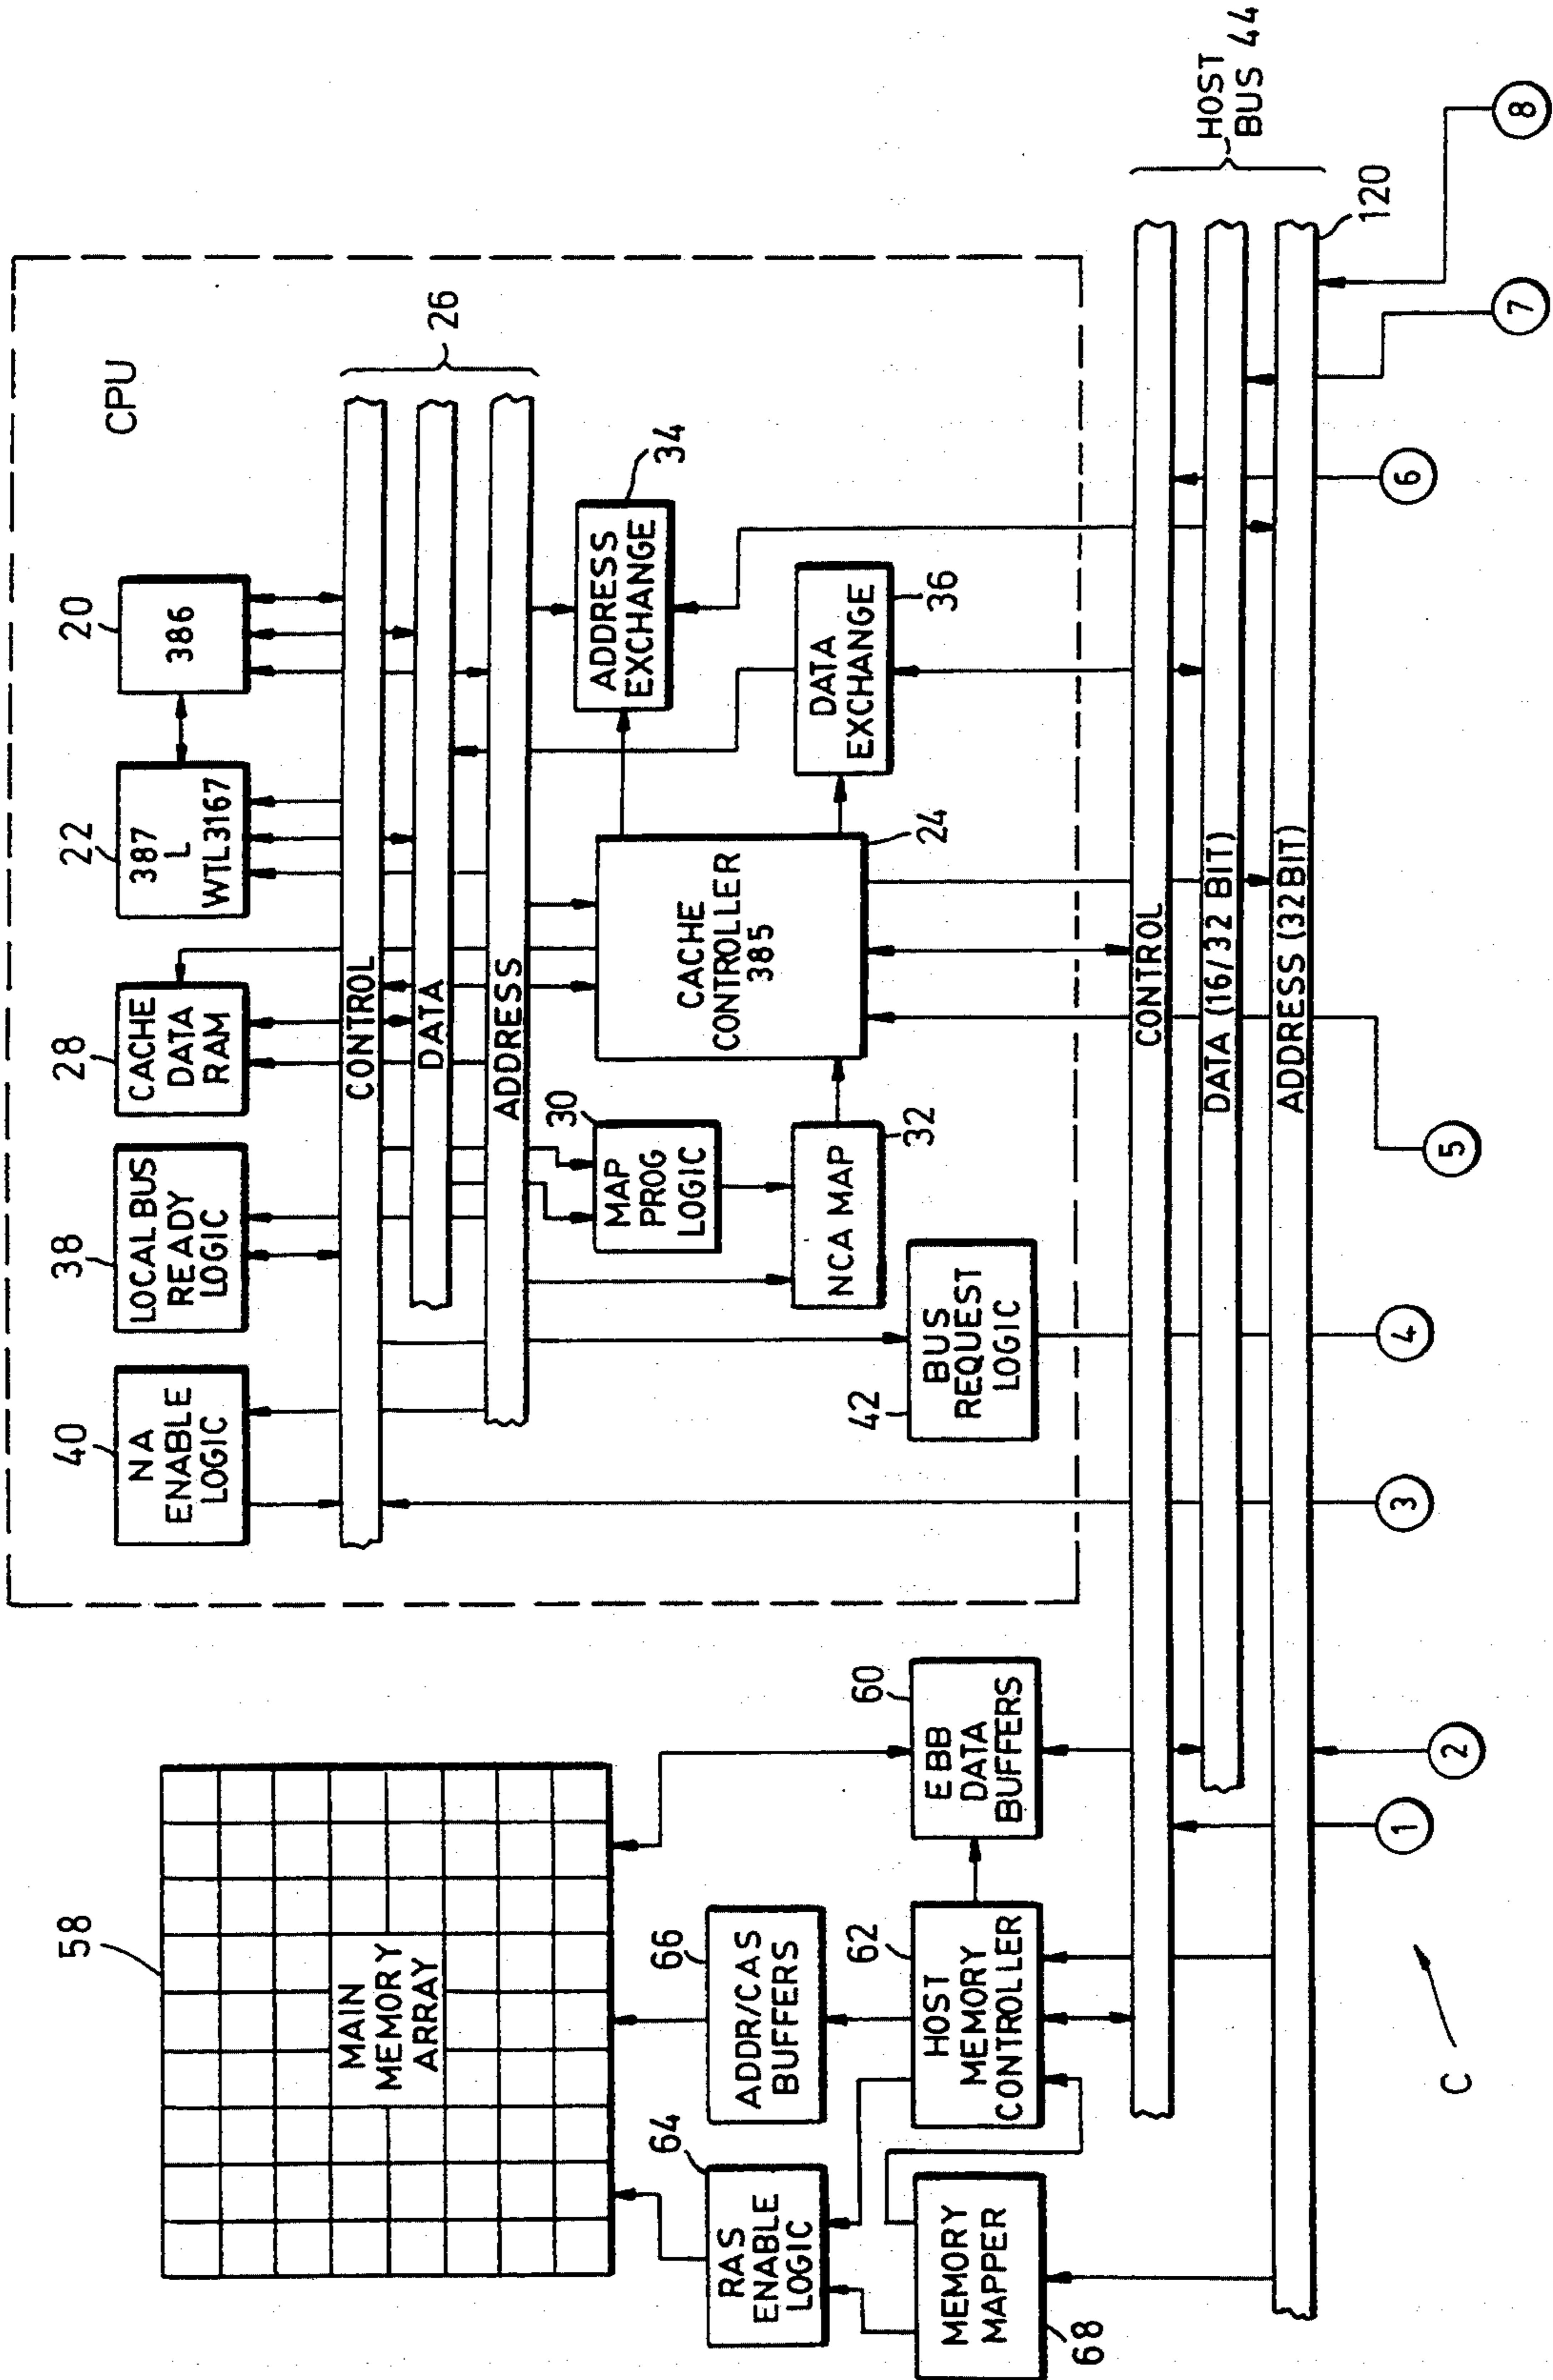 58
MAIN
MEMORY
ARRAY
64
RAS
ENABLE
LOGIC
66
ADDR/CAS
BUFFERS
68
MEMORY
MAPPER
62
HOST
MEMORY
CONTROLLER
60
EBB
DATA
BUFFERS
CPU
40
NA
ENABLE
LOGIC
38
LOCAL BUS
READY
LOGIC
28
CACHE
DATA
RAM
22
387
L
WTL3167
20
386
CONTROL
DATA
ADDRESS
26
30
MAP
PROG
LOGIC
NCA MAP
32
42
BUS
REQUEST
LOGIC
CACHE
CONTROLLER
385
24
ADDRESS
EXCHANGE
34
DATA
EXCHANGE
36
CONTROL
DATA (16/32 BIT)
ADDRESS (32 BIT)
HOST
BUS 44
120
C
1
2
3
4
5
6
7
8